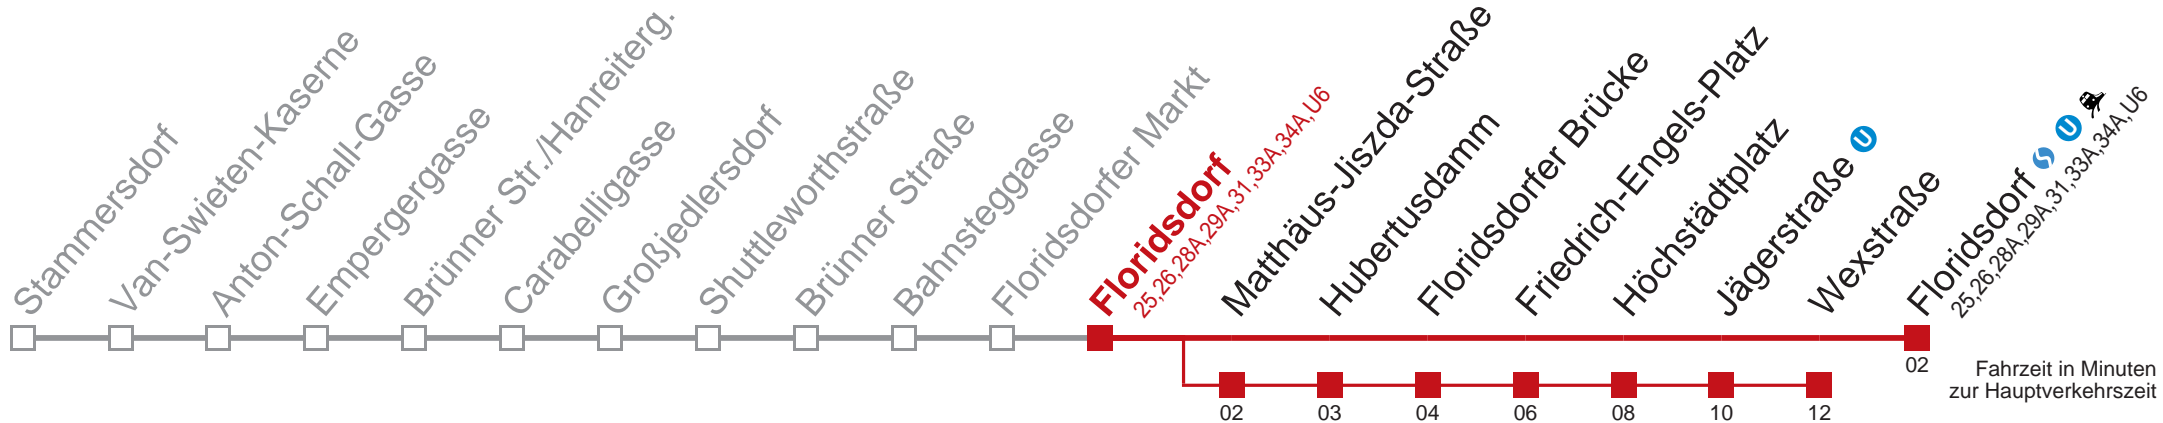 Stammersdorf
Van-Swieten-Kaserne
Anton-Schall-Gasse
Empergergasse
Brünner Str./Hanreiterg.
Carabelligasse
Großjedlersdorf
Shuttleworthstraße
Brünner Straße
Bahnsteggasse
Floridsdorfer Markt
Floridsdorf
25,26,28A,29A,31,33A,34A,U6
Matthäus-Jiszda-Straße
Hubertusdamm
Floridsdorfer Brücke
Friedrich-Engels-Platz
Höchstädtplatz
Jägerstraße U
Wexstraße
Floridsdorf S U
25,26,28A,29A,31,33A,34A,U6
02
Fahrzeit in Minuten
zur Hauptverkehrszeit
02 03 04 06 08 10 12